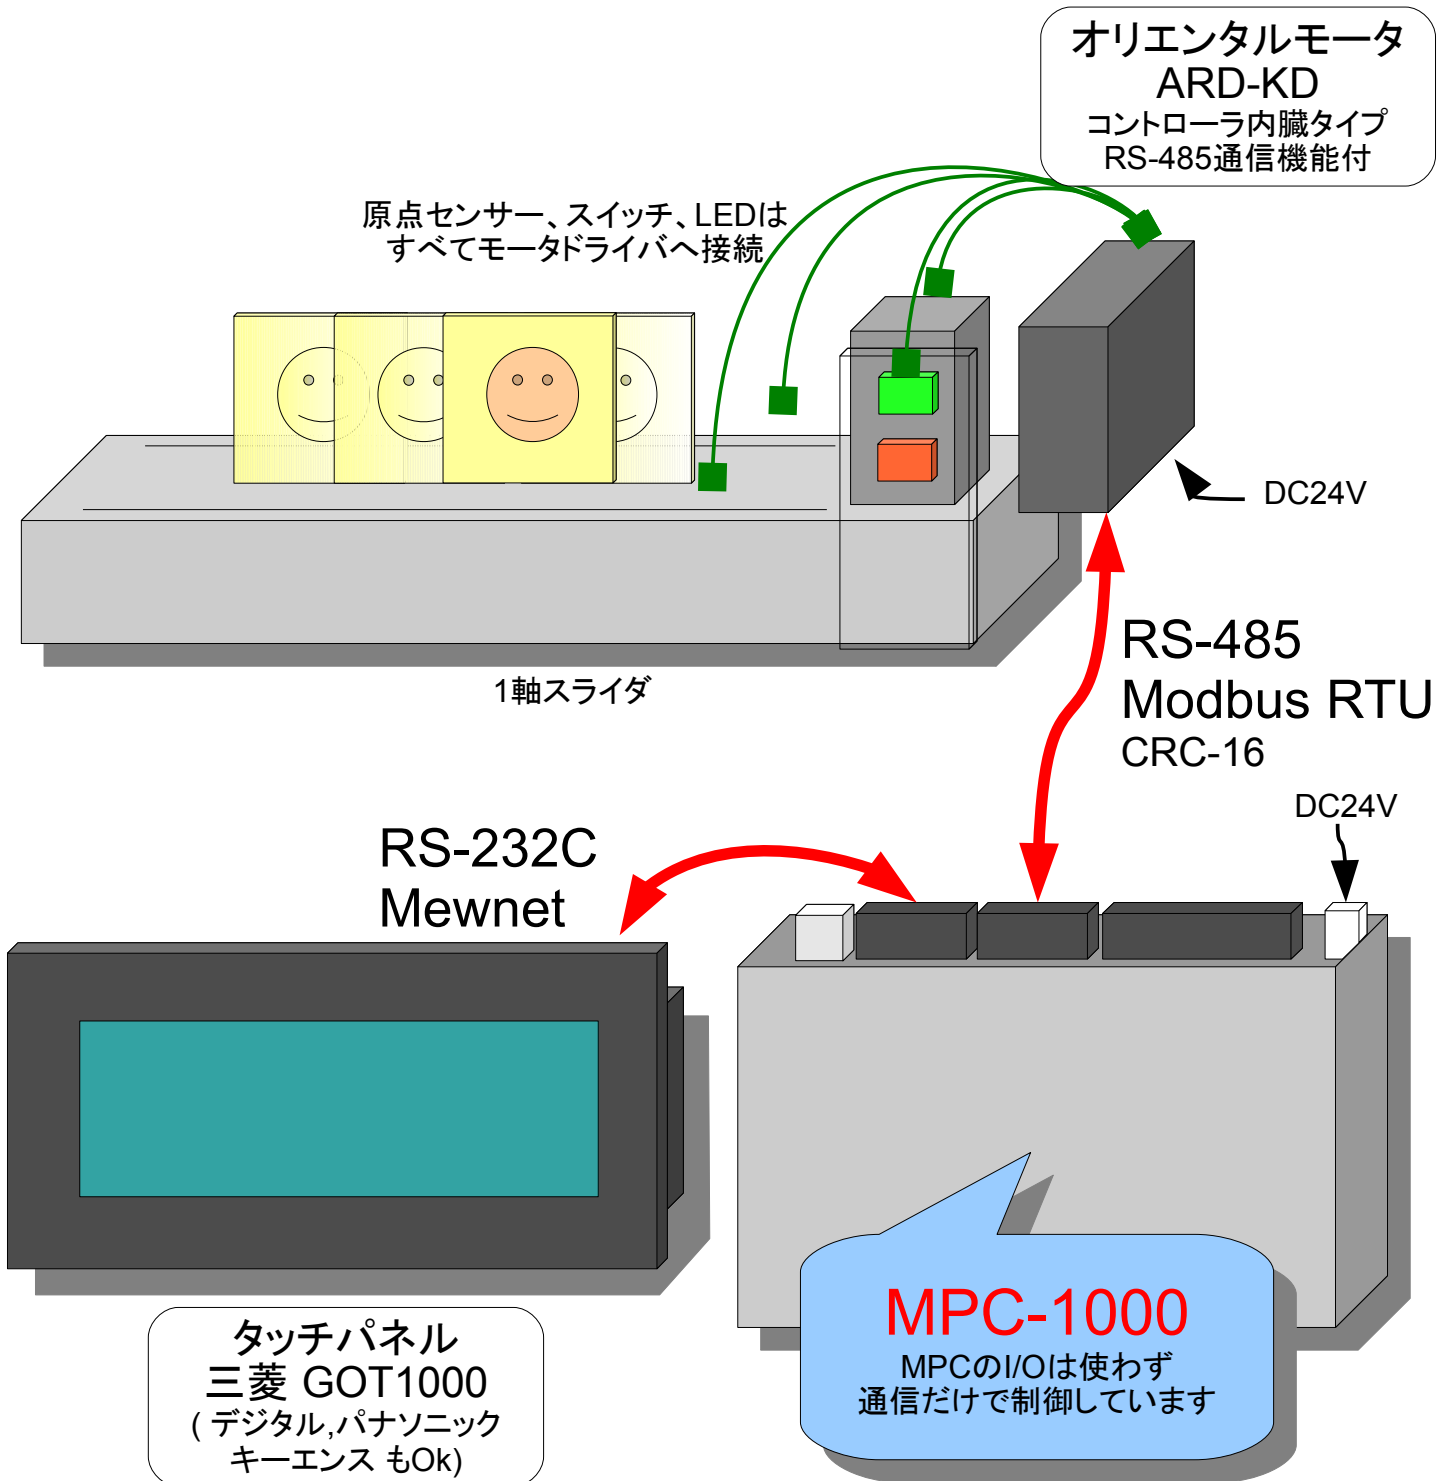 オリエンタルモータ
ARD-KD
コントローラ内臓タイプ
RS-485通信機能付
原点センサー、スイッチ、LEDは
すべてモータドライバへ接続
DC24V
1軸スライダ
RS-485
Modbus RTU
CRC-16
DC24V
RS-232C
Mewnet
MPC-1000
MPCのI/Oは使わず
通信だけで制御しています
タッチパネル
三菱 GOT1000
( デジタル,パナソニック
キーエンス もOk)